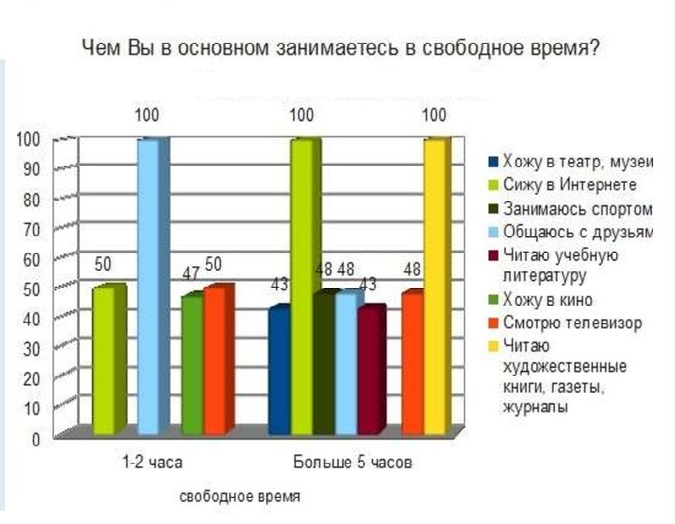 Чем Вы в основном занимаетесь в свободное время?
100 100 100
100
90
80
70
60
50
40
30
20
10
0
50 47 50 43 48 48 43 48
1-2 часа Больше 5 часов
свободное время
Хожу в театр, музеи
Сижу в Интернете
Занимаюсь спортом
Общаюсь с друзьям
Читаю учебную
литературу
Хожу в кино
Смотрю телевизор
Читаю
художественные
книги, газеты,
журналы